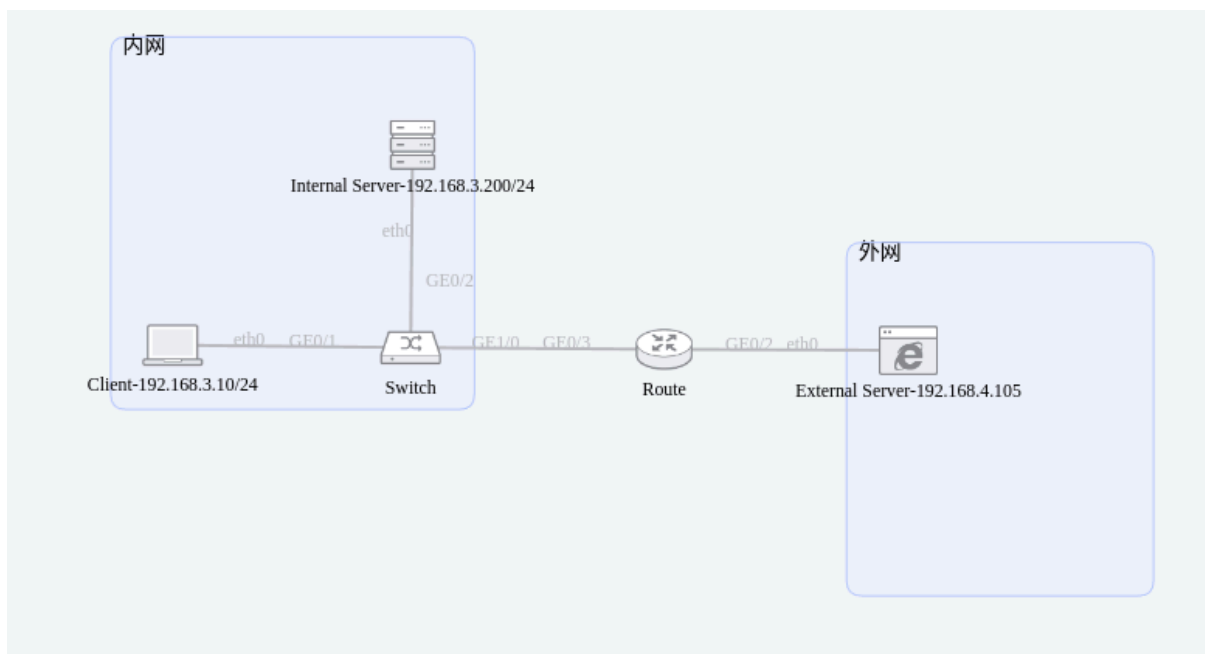 内网
Internal Server-192.168.3.200/24
eth0
GE0/2
外网
eth0 GE0/1 GE1/0 GE0/3 GE0/2 eth0
Client-192.168.3.10/24
Switch
Route
External Server-192.168.4.105